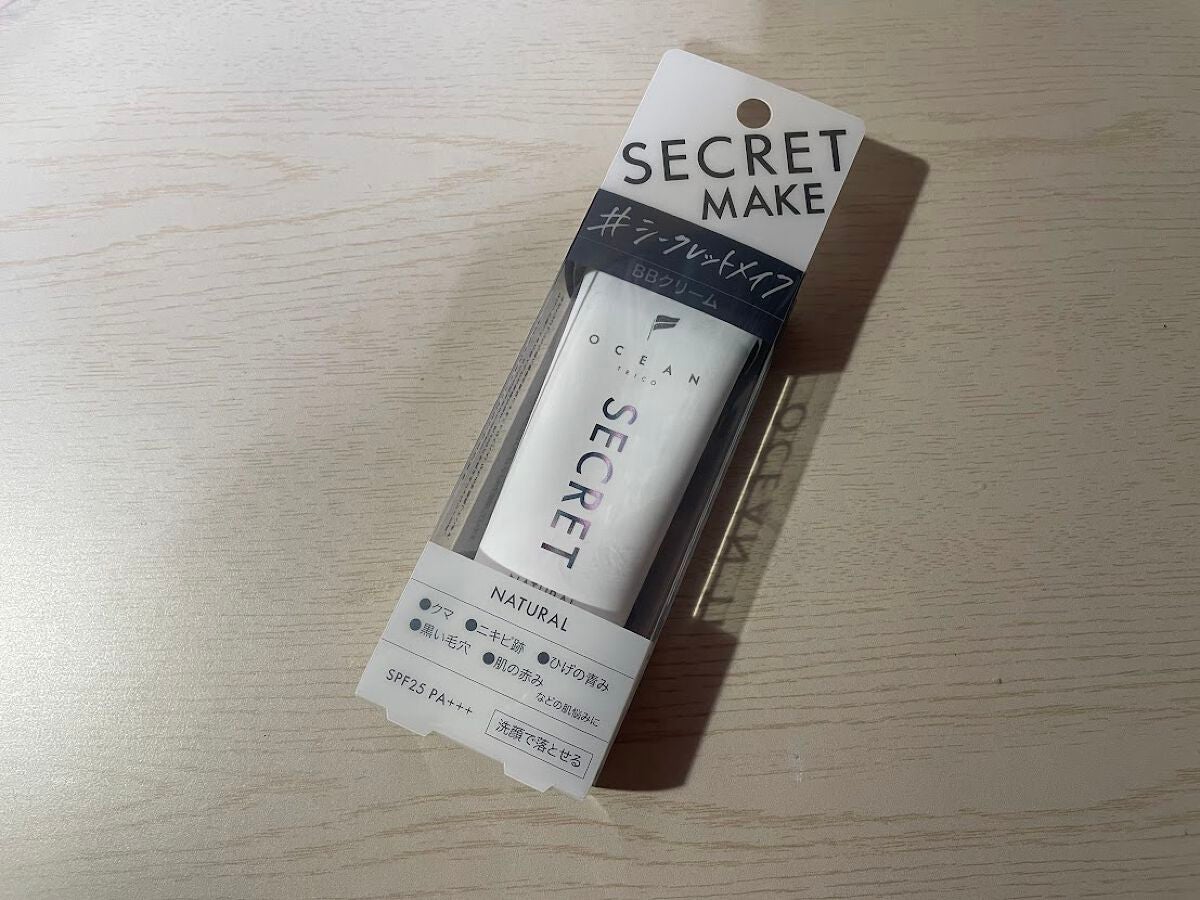 SECRET
MAKE
#シークレットメイク
BBクリーム
OCEAN
TRICO
SECRET
NATURAL
NATURAL
●クマ ●ニキビ跡 ●ひげの青み
●黒い毛穴 ●肌の赤み
などの肌悩みに
SPF25 PA+++
洗顔で落とせる